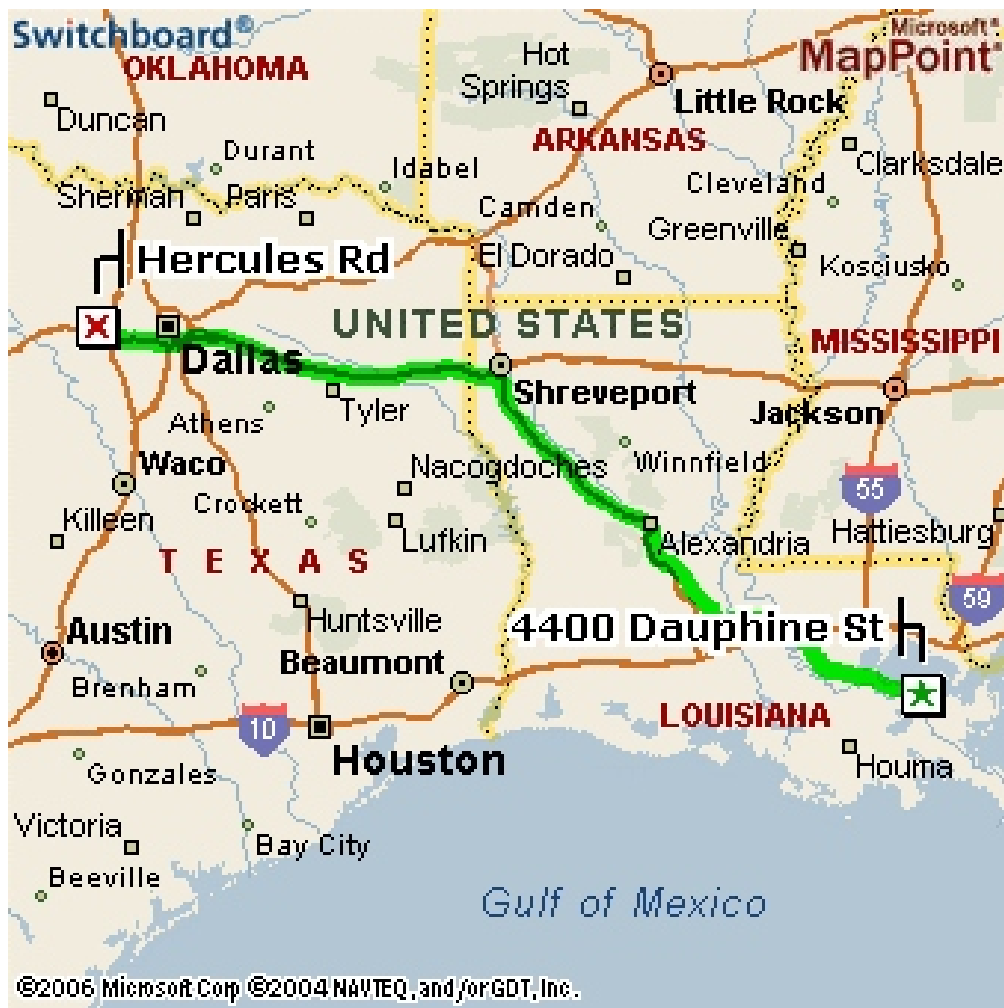 Switchboard®
Microsoft®
MapPoint®
OKLAHOMA
Hot
Springs
Little Rock
Duncan
ARKANSAS
Durant
Idabel
Clarksdale
Cleveland
Sherman
Paris
Camden
Greenville
Hercules Rd
El Dorado
Kosciusko
UNITED STATES
MISSISSIPPI
Dallas
Shreveport
Tyler
Jackson
Athens
Waco
Nacogdoches
Winnfield
55
Crockett
Killeen
Lufkin
Alexandria
Hattiesburg
TEXAS
59
Huntsville
4400 Dauphine St
Austin
Beaumont
Brenham
LOUISIANA
10
Houston
Houma
Gonzales
Victoria
Bay City
Beeville
Gulf of Mexico
©2006 Microsoft Corp ©2004 NAVTEQ, and/or GDT, Inc.